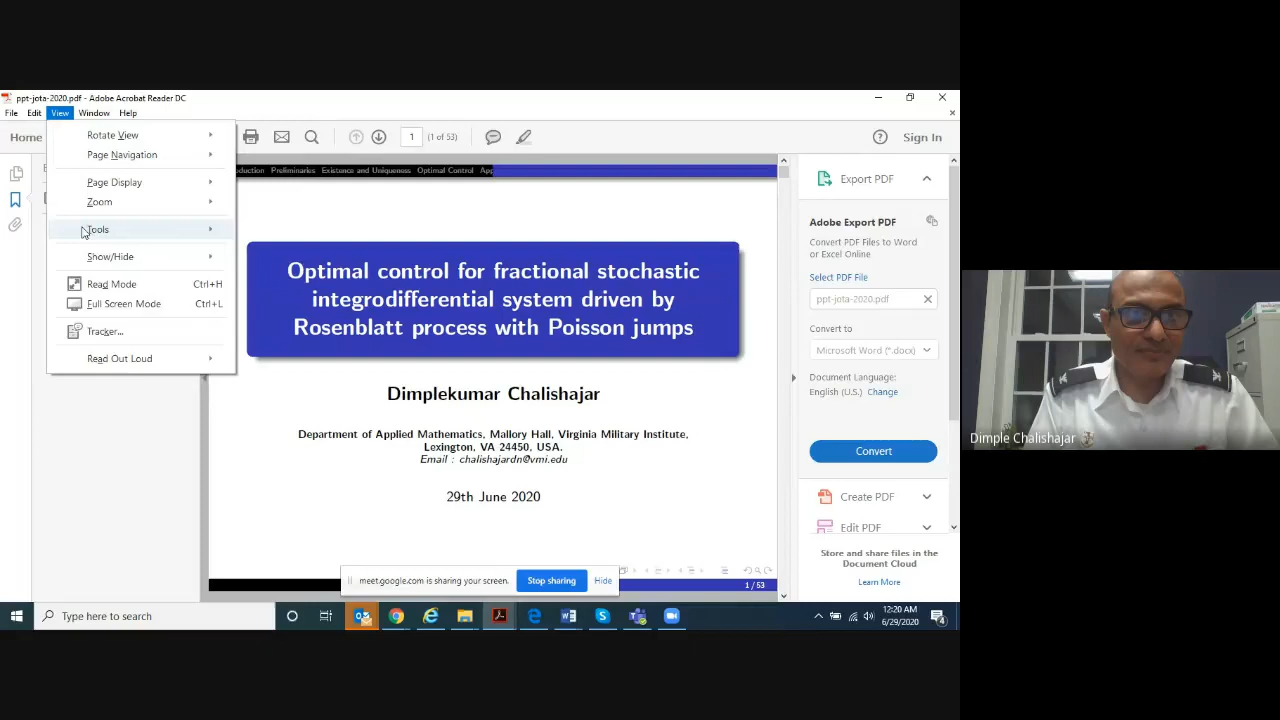 ppt-jota-2020.pdf - Adobe Acrobat Reader DC
File Edit View Window Help
Home
1
(1 of 53)
Sign In
Rotate View
Page Navigation
Page Display
Zoom
Tools
Show/Hide
Read Mode Ctrl+H
Full Screen Mode Ctrl+L
Tracker...
Read Out Loud
Preliminaries Existence and Uniqueness Optimal Control
Optimal control for fractional stochastic
integrodifferential system driven by
Rosenblatt process with Poisson jumps
Dimplekumar Chalishajar
Department of Applied Mathematics, Mallory Hall, Virginia Military Institute,
Lexington, VA 24450, USA.
Email : chalishajardn@vmi.edu
29th June 2020
1 / 53
meet.google.com is sharing your screen. Stop sharing Hide
Export PDF
Adobe Export PDF
Convert PDF Files to Word
or Excel Online
Select PDF File
ppt-jota-2020.pdf
Convert to
Microsoft Word (*.docx)
Document Language:
English (U.S.) Change
Convert
Create PDF
Edit PDF
Store and share files in the
Document Cloud
Learn More
Dimple Chalishajar
Type here to search
12:20 AM
6/29/2020
4